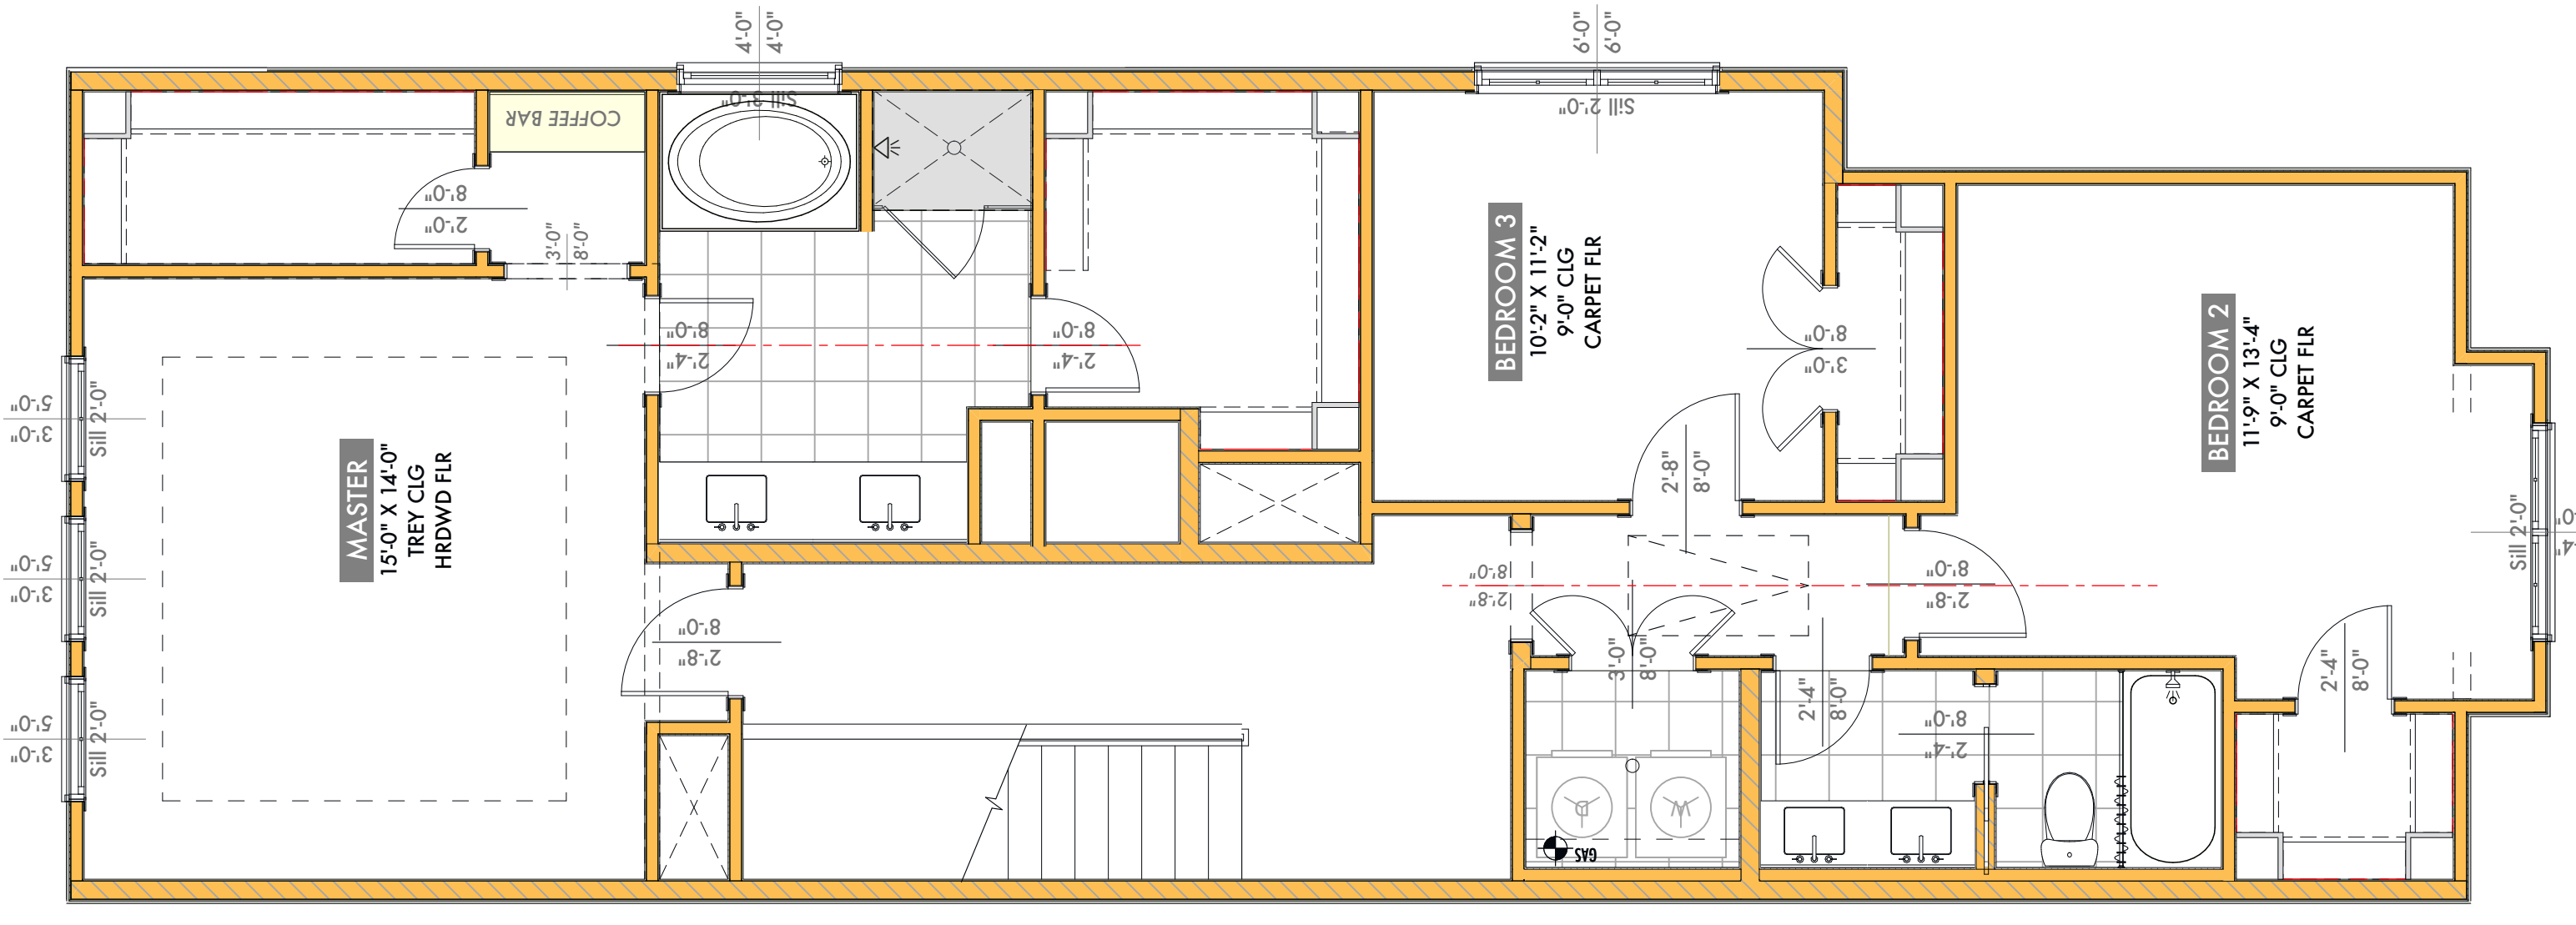 4'-0"
4'-0"
Sill 3'-0"
6'-0"
6'-0"
Sill 2'-0"
COFFEE BAR
8'-0"
2'-0"
3'-0"
8'-0"
5'-0"
3'-0"
Sill 2'-0"
5'-0"
3'-0"
Sill 2'-0"
5'-0"
3'-0"
Sill 2'-0"
MASTER
15'-0" X 14'-0"
TREY CLG
HRDWD FLR
8'-0"
2'-4"
8'-0"
2'-4"
8'-0"
2'-8"
BEDROOM 3
10'-2" X 11'-2"
9'-0" CLG
CARPET FLR
8'-0"
3'-0"
2'-8"
8'-0"
8'-0"
2'-8"
8'-0"
2'-8"
3'-0"
8'-0"
2'-4"
8'-0"
8'-0"
2'-4"
D
W
GAS
BEDROOM 2
11'-9" X 13'-4"
9'-0" CLG
CARPET FLR
Sill 2'-0"
2'-4"
8'-0"